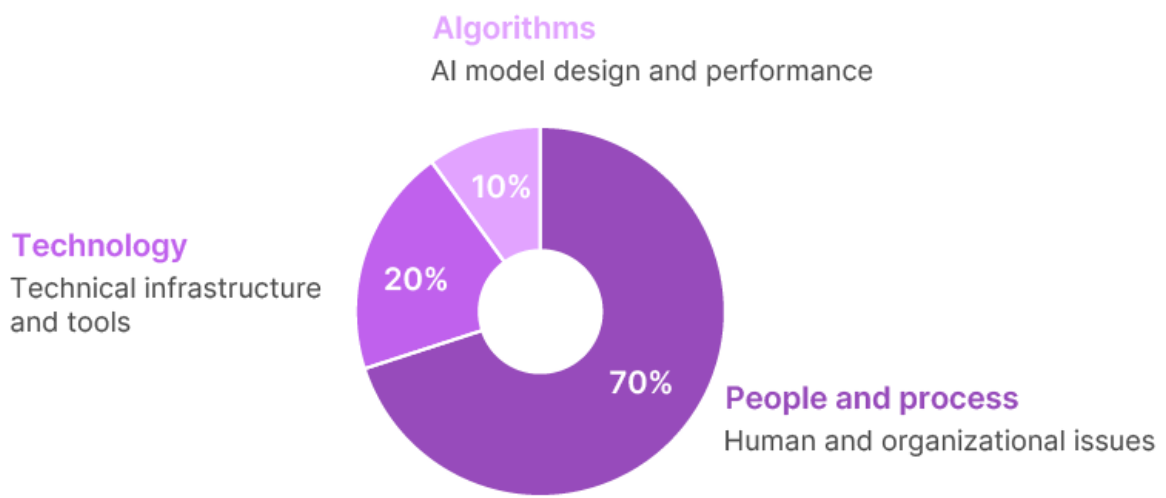 Algorithms
AI model design and performance
10%
Technology
Technical infrastructure
and tools
20%
70%
People and process
Human and organizational issues